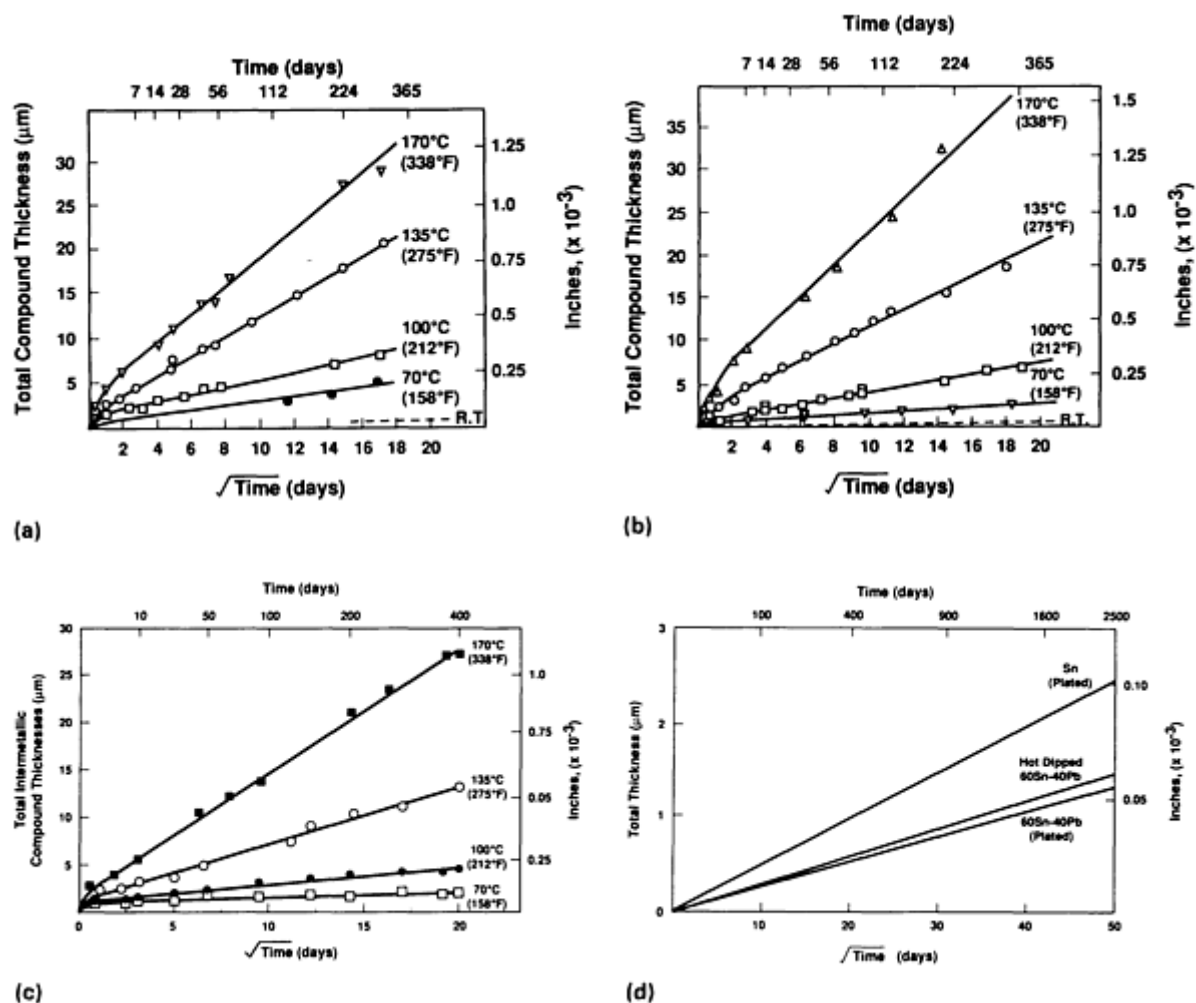 Time (days)
7 14 28 56 112 224 365
Total Compound Thickness (μm)
30
25
20
15
10
5
170°C
(338°F)
135°C
(275°F)
100°C
(212°F)
70°C
(158°F)
R.T.
1.25
1.0
0.75
0.5
0.25
Inches, (x 10⁻³)
2 4 6 8 10 12 14 16 18 20
√Time (days)
(a)
Time (days)
7 14 28 56 112 224 365
Total Compound Thickness (μm)
40
35
30
25
20
15
10
5
170°C
(338°F)
135°C
(275°F)
100°C
(212°F)
70°C
(158°F)
R.T.
1.5
1.25
1.0
0.75
0.5
0.25
Inches, (x 10⁻³)
2 4 6 8 10 12 14 16 18 20
√Time (days)
(b)
Time (days)
10 50 100 200 400
Total Intermetallic
Compound Thicknesses (μm)
30
25
20
15
10
5
170°C
(338°F)
135°C
(275°F)
100°C
(212°F)
70°C
(158°F)
1.0
0.75
0.05
0.25
Inches, (x 10⁻³)
0 5 10 15 20
√Time (days)
(c)
Time (days)
100 400 900 1600 2500
Total Thickness (μm)
3
2
1
0
Sn
(Plated)
Hot Dipped
60Sn-40Pb
60Sn-40Pb
(Plated)
0.10
0.05
Inches, (x 10⁻³)
10 20 30 40 50
√Time (days)
(d)